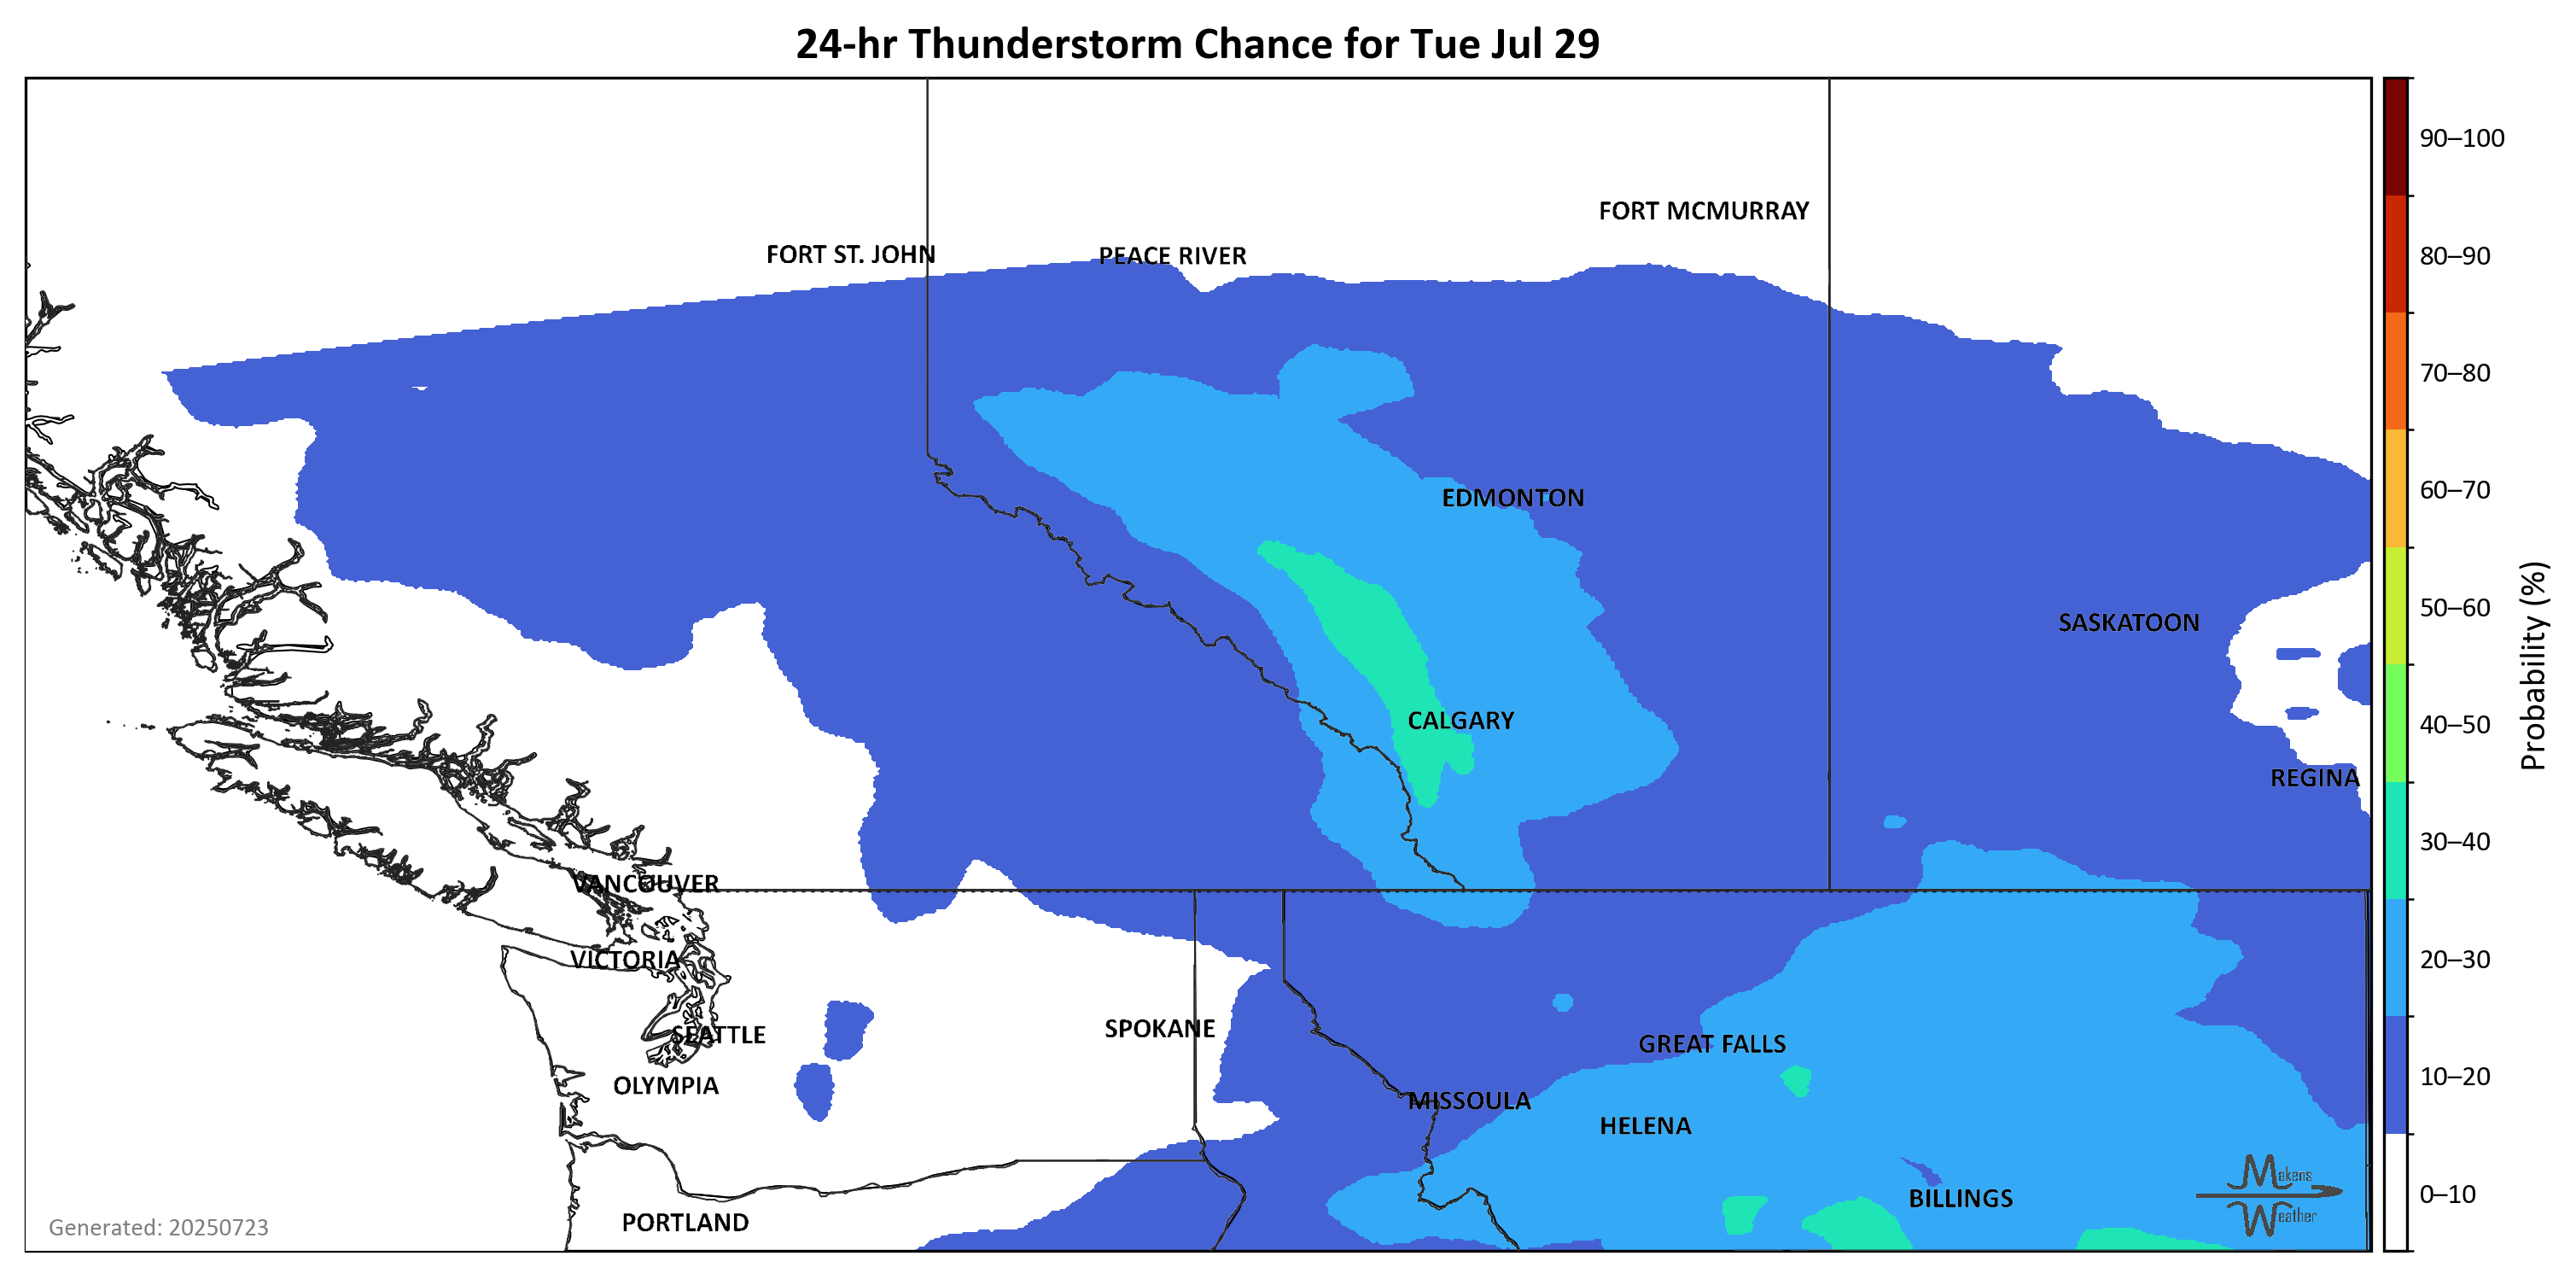 24-hr Thunderstorm Chance for Tue Jul 29
90–100
FORT MCMURRAY
FORT ST. JOHN
PEACE RIVER
80–90
70–80
EDMONTON
60–70
SASKATOON
50–60
CALGARY
40–50
REGINA
Probability (%)
30–40
VANCOUVER
VICTORIA
20–30
SEATTLE
SPOKANE
GREAT FALLS
OLYMPIA
10–20
MISSOULA
HELENA
Makens
BILLINGS
0–10
Weather
PORTLAND
Generated: 20250723